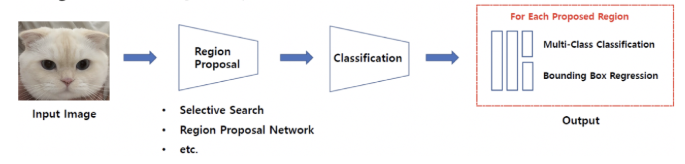 For Each Proposed Region
Region
Proposal
Classification
Multi-Class Classification
Bounding Box Regression
Input Image
• Selective Search
• Region Proposal Network
• etc.
Output